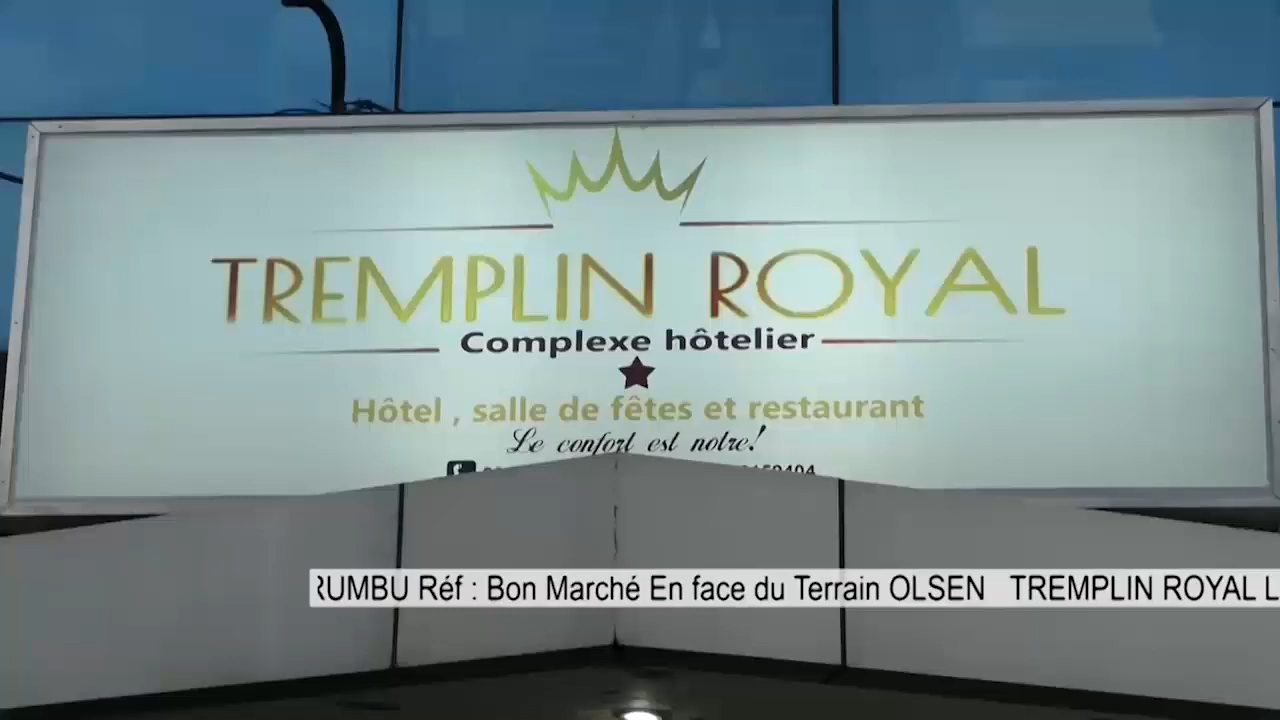 TREMPLIN ROYAL
Complexe hôtelier
Hôtel , salle de fêtes et restaurant
Le confort est notre!
RUMBU Réf : Bon Marché En face du Terrain OLSEN TREMPLIN ROYAL L